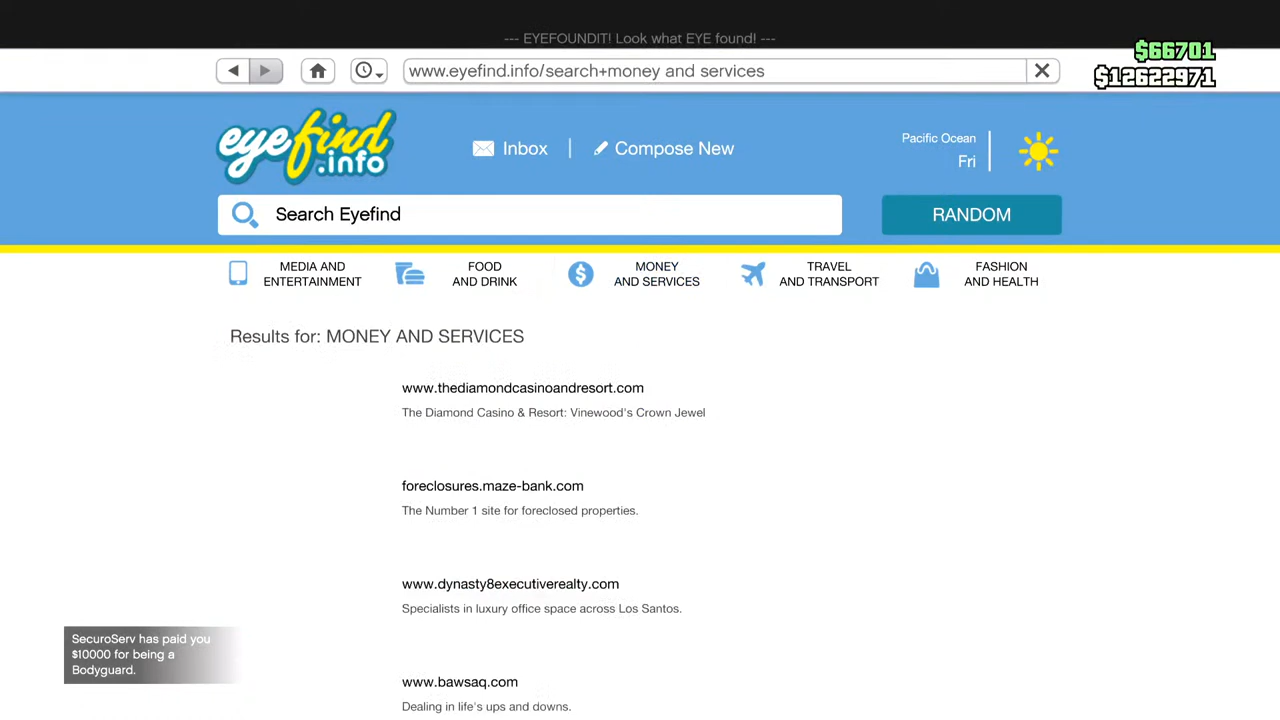 --- EYEFOUNDIT! Look what EYE found! ---
$66701
www.eyefind.info/search+money and services
$12622971
eyefind
.info
Inbox
Compose New
Pacific Ocean
Fri
Search Eyefind
RANDOM
MEDIA AND
ENTERTAINMENT
FOOD
AND DRINK
MONEY
AND SERVICES
TRAVEL
AND TRANSPORT
FASHION
AND HEALTH
Results for: MONEY AND SERVICES
www.thediamondcasinoandresort.com
The Diamond Casino & Resort: Vinewood's Crown Jewel
foreclosures.maze-bank.com
The Number 1 site for foreclosed properties.
www.dynasty8executiverealty.com
Specialists in luxury office space across Los Santos.
SecuroServ has paid you
$10000 for being a
Bodyguard.
www.bawsaq.com
Dealing in life's ups and downs.